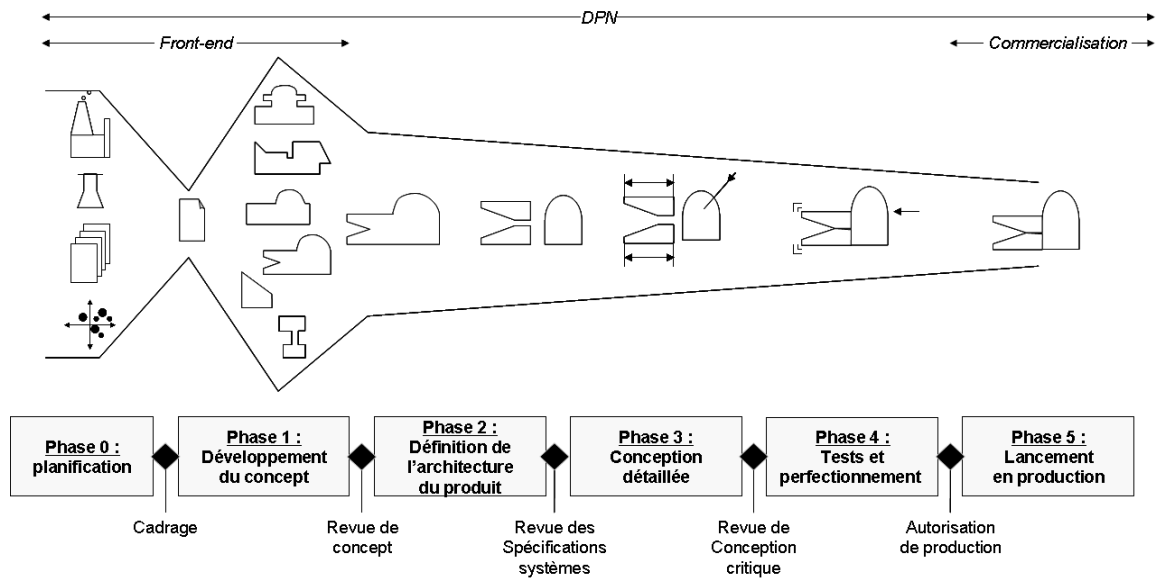 DPN
Front-end
Commercialisation
Phase 0 :
planification
Phase 1 :
Développement
du concept
Phase 2 :
Définition de
l'architecture
du produit
Phase 3 :
Conception
détaillée
Phase 4 :
Tests et
perfectionnement
Phase 5 :
Lancement
en production
Cadrage
Revue de
concept
Revue des
Spécifications
systèmes
Revue de
Conception
critique
Autorisation
de production